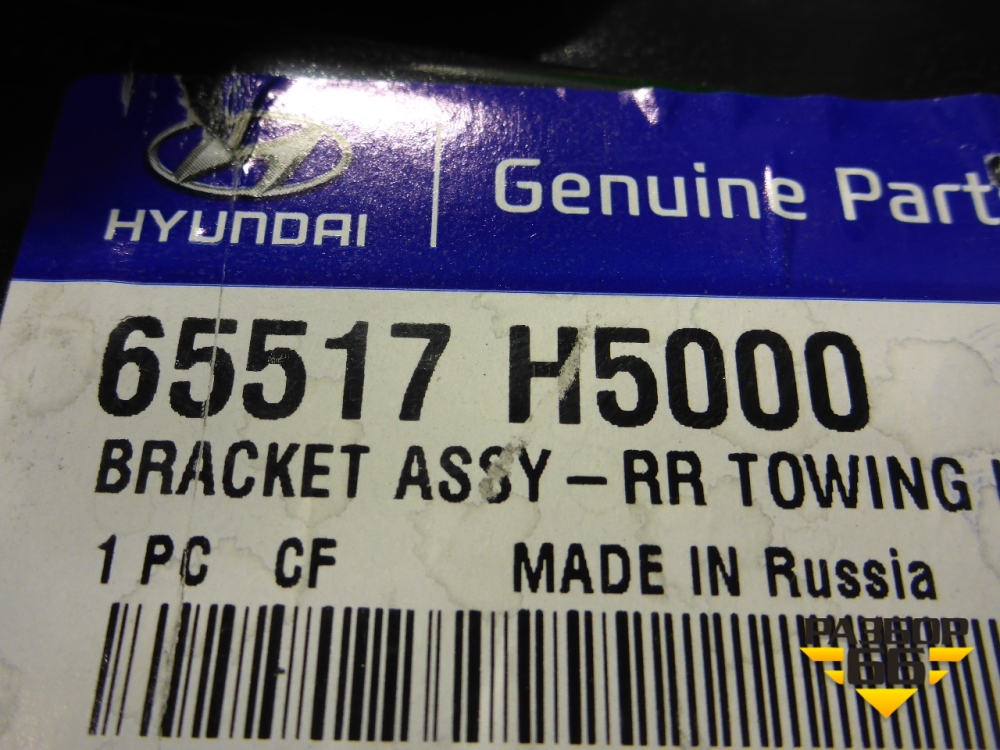 HYUNDAI
Genuine Part
65517 H5000
BRACKET ASSY-RR TOWING
1 PC CF MADE IN Russia
РАЗБОР
66